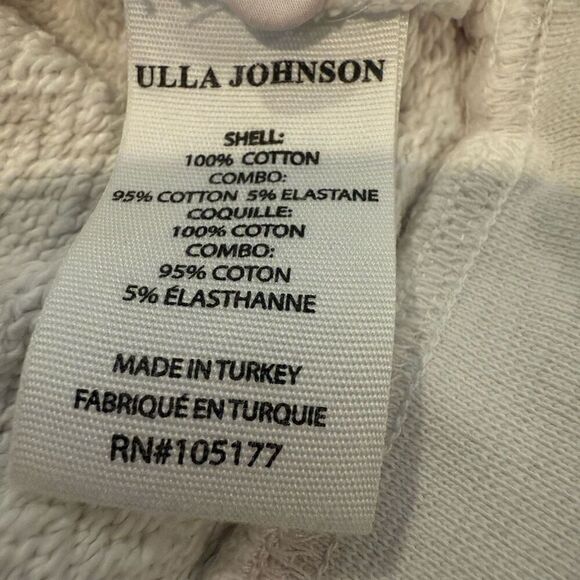 ULLA JOHNSON
SHELL:
100% COTTON
COMBO:
95% COTTON 5% ELASTANE
COQUILLE:
100% COTON
COMBO:
95% COTON
5% ÉLASTHANNE
MADE IN TURKEY
FABRIQUÉ EN TURQUIE
RN#105177